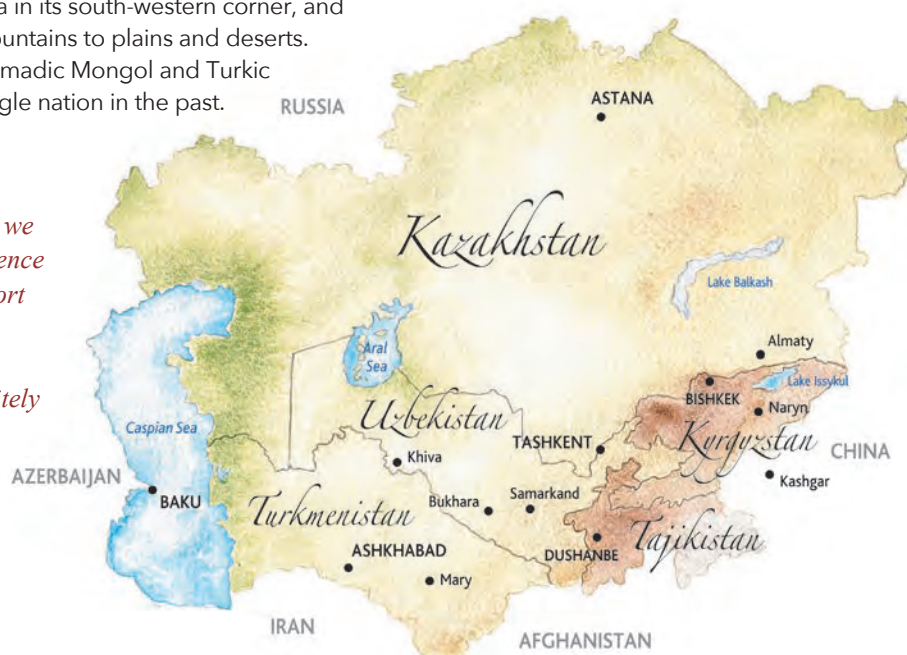 a in its south-western corner, and
ountains to plains and deserts.
madic Mongol and Turkic
gle nation in the past.
we
ence
ort
itely
RUSSIA
ASTANA
Kazakhstan
Lake Balkash
Aral
Sea
Almaty
BISHKEK
Lake Issykul
Naryn
Caspian Sea
Uzbekistan
TASHKENT
Kyrgyzstan
CHINA
AZERBAIJAN
BAKU
Khiva
Kashgar
Turkmenistan
Bukhara
Samarkand
ASHKHABAD
DUSHANBE
Tajikistan
Mary
IRAN
AFGHANISTAN